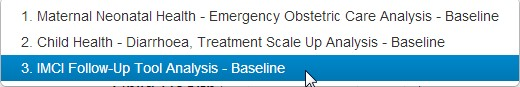 1. Maternal Neonatal Health - Emergency Obstetric Care Analysis - Baseline
2. Child Health - Diarrhoea, Treatment Scale Up Analysis - Baseline
3. IMCI Follow-Up Tool Analysis - Baseline